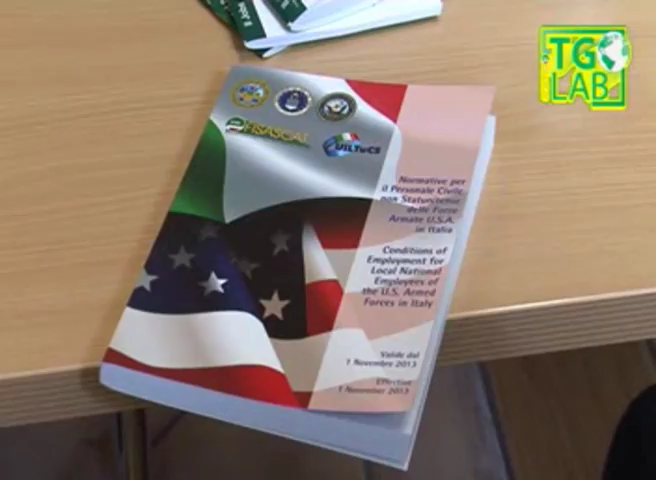 TG
LAB
FISASCAT
UILTuCS
Normative per
il Personale Civile
non Statunitense
delle Forze
Armate U.S.A.
in Italia
Conditions of
Employment for
Local National
Employees of
the U.S. Armed
Forces in Italy
Valide dal
1 Novembre 2013
Effective
1 November 2013